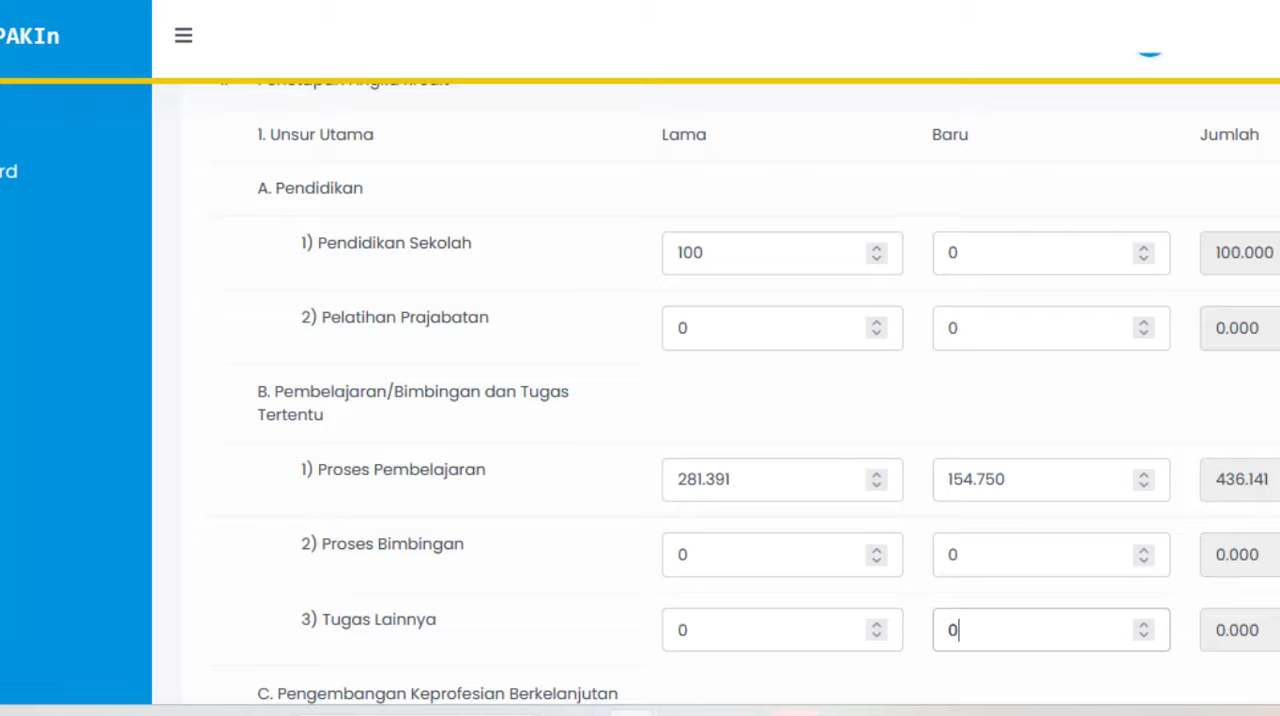 PAKIn
rd
1. Unsur Utama Lama Baru Jumlah
A. Pendidikan
1) Pendidikan Sekolah 100 0 100.000
2) Pelatihan Prajabatan 0 0 0.000
B. Pembelajaran/Bimbingan dan Tugas
Tertentu
1) Proses Pembelajaran 281.391 154.750 436.141
2) Proses Bimbingan 0 0 0.000
3) Tugas Lainnya 0 0 0.000
C. Pengembangan Keprofesian Berkelanjutan